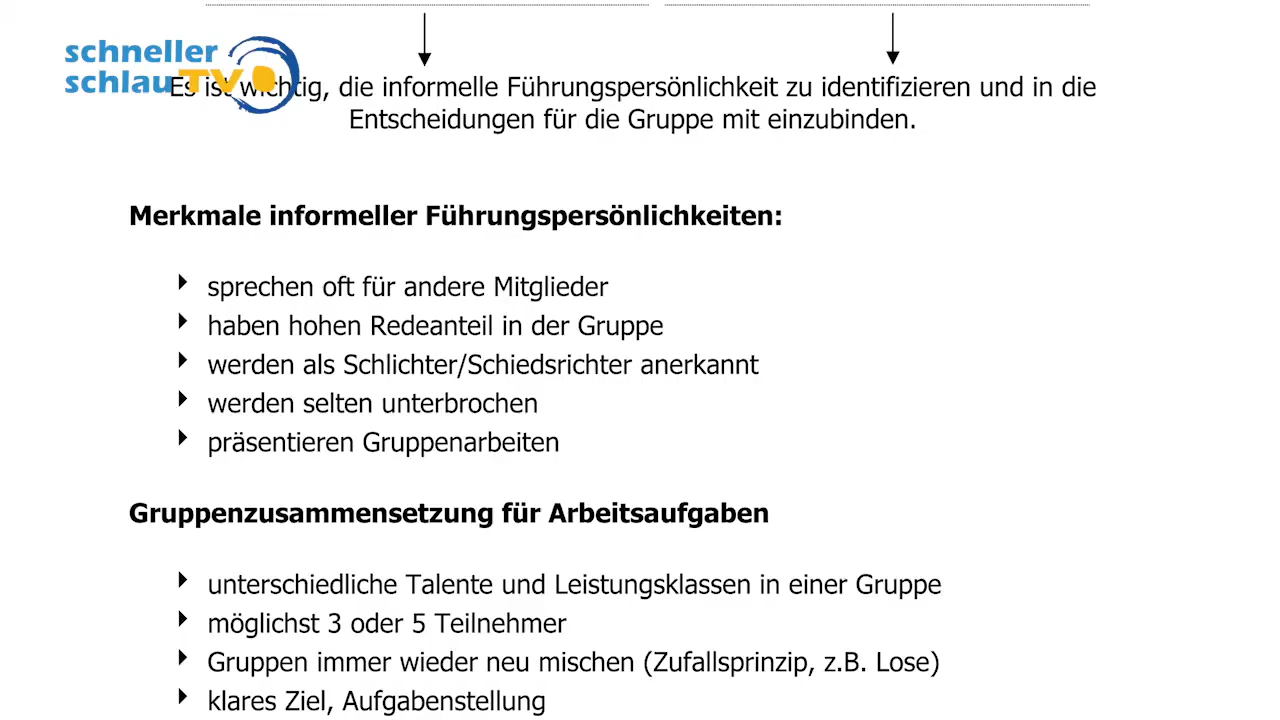 schneller
schlauTV
Es ist wichtig, die informelle Führungspersönlichkeit zu identifizieren und in die
Entscheidungen für die Gruppe mit einzubinden.
Merkmale informeller Führungspersönlichkeiten:
sprechen oft für andere Mitglieder
haben hohen Redeanteil in der Gruppe
werden als Schlichter/Schiedsrichter anerkannt
werden selten unterbrochen
präsentieren Gruppenarbeiten
Gruppenzusammensetzung für Arbeitsaufgaben
unterschiedliche Talente und Leistungsklassen in einer Gruppe
möglichst 3 oder 5 Teilnehmer
Gruppen immer wieder neu mischen (Zufallsprinzip, z.B. Lose)
klares Ziel, Aufgabenstellung